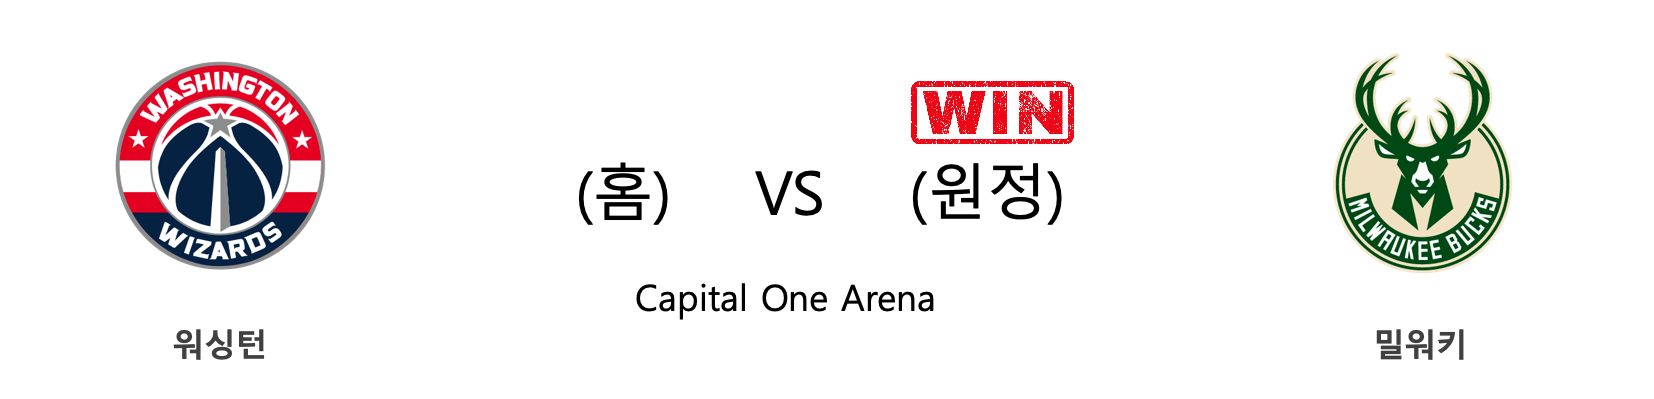 WASHINGTON
WIZARDS
워싱턴
WIN
(홈) VS (원정)
Capital One Arena
MILWAUKEE BUCKS
밀워키